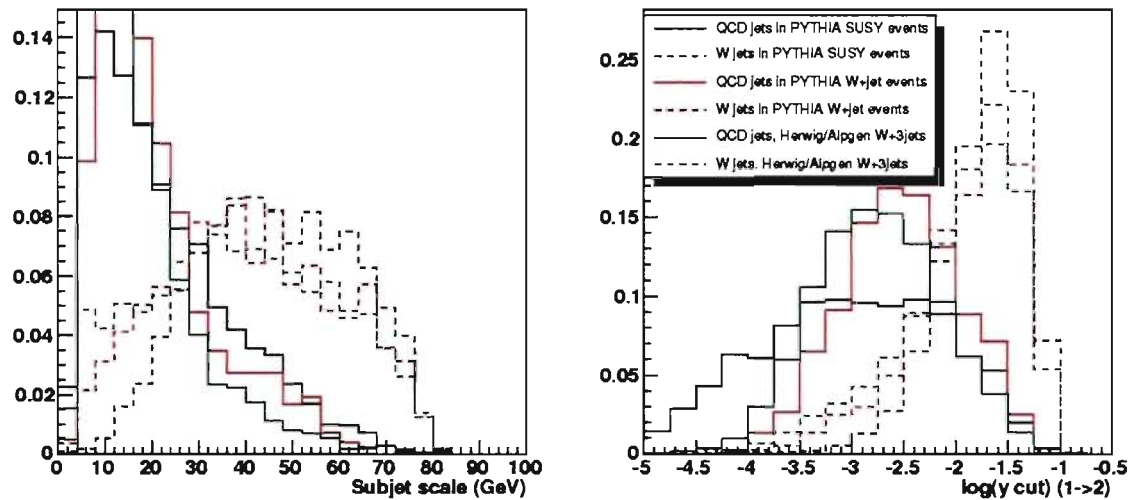 0.14
0.12
0.1
0.08
0.06
0.04
0.02
0
0 10 20 30 40 50 60 70 80 90 100
Subjet scale (GeV)
QCD jets in PYTHIA SUSY events
W jets in PYTHIA SUSY events
QCD jets in PYTHIA W+jet events
W jets in PYTHIA W+jet events
QCD jets, Herwig/Alpgen W+3jets
W jets. Herwig/Alpgen W+3jets
0.25
0.2
0.15
0.1
0.05
0
-5 -4.5 -4 -3.5 -3 -2.5 -2 -1.5 -1 -0.5
log(y cut) (1->2)